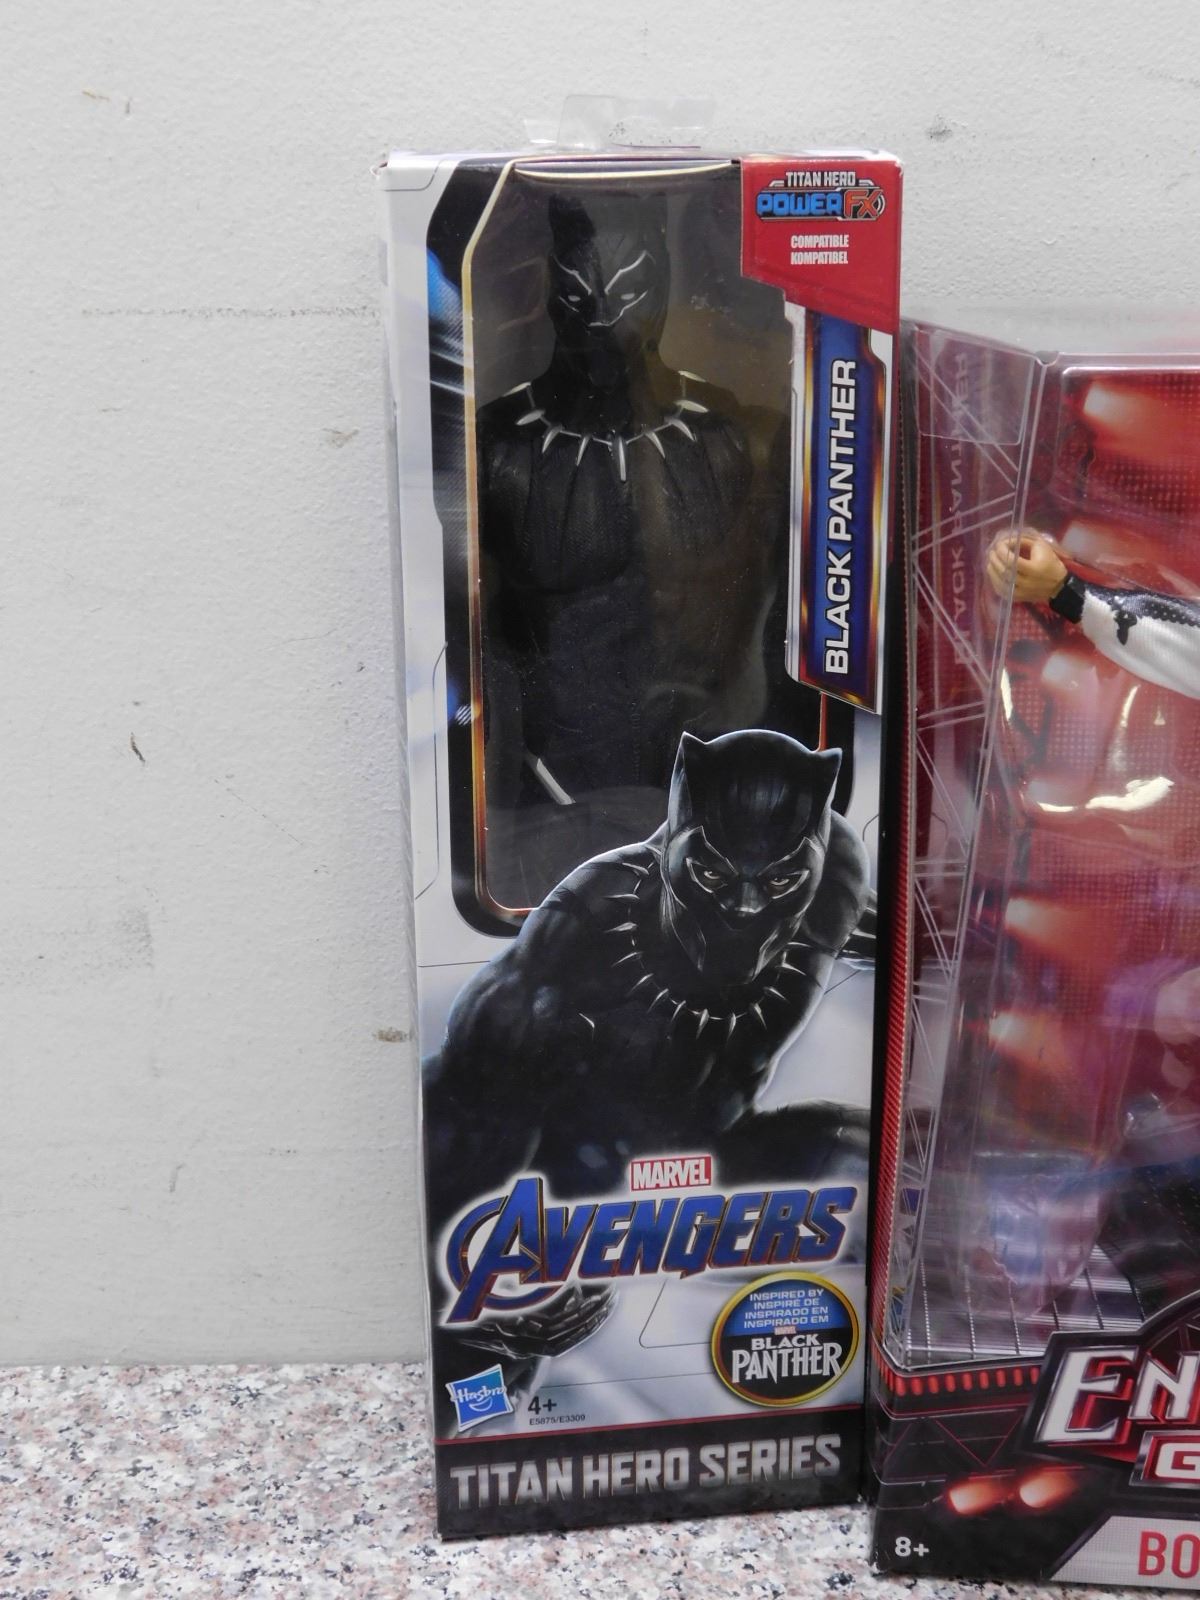 TITAN HERO
POWER FX
COMPATIBLE
KOMPATIBEL
BLACK PANTHER
MARVEL
AVENGERS
INSPIRED BY
INSPIRÉ DE
INSPIRADO EN
INSPIRADO EM
MARVEL
BLACK
PANTHER
Hasbro
4+
E5875/E3309
TITAN HERO SERIES
8+